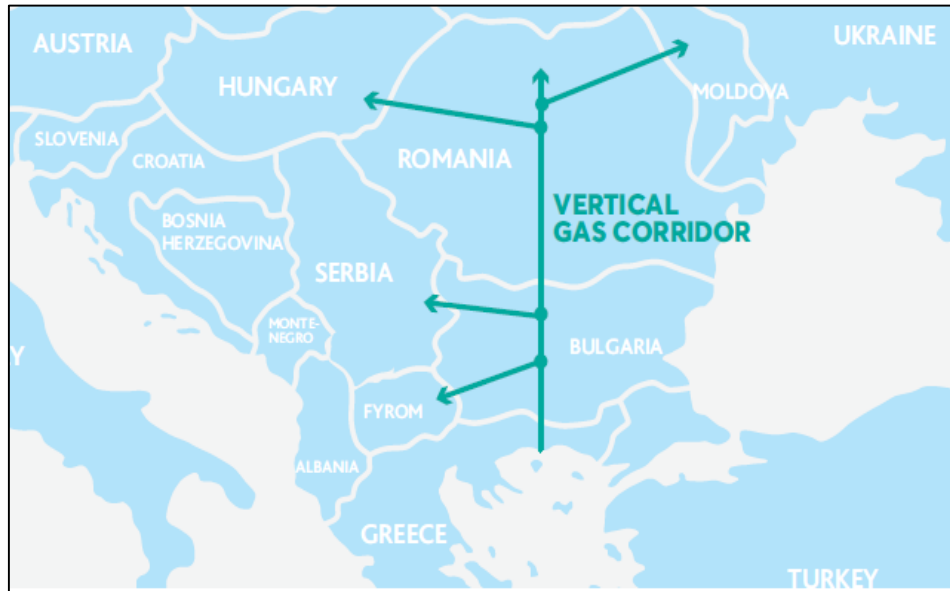 AUSTRIA
UKRAINE
HUNGARY
MOLDOVA
SLOVENIA
CROATIA
ROMANIA
VERTICAL
GAS CORRIDOR
BOSNIA
HERZEGOVINA
SERBIA
MONTE-
NEGRO
BULGARIA
Y
FYROM
ALBANIA
GREECE
TURKEY